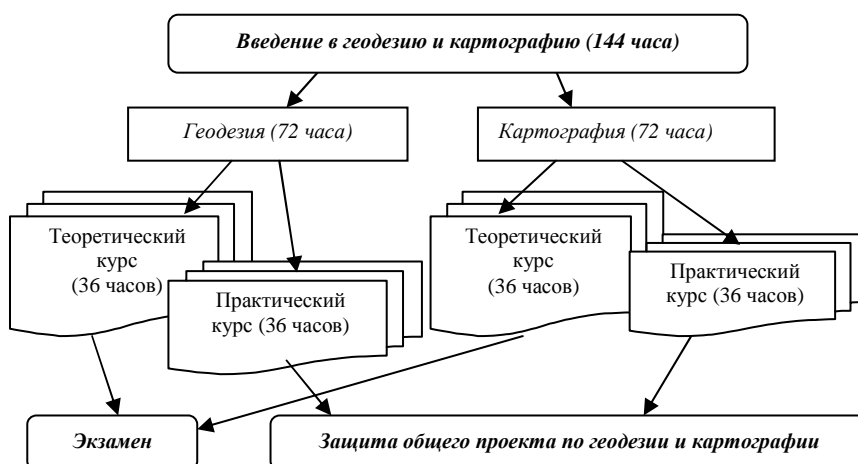 Введение в геодезию и картографию (144 часа)
Геодезия (72 часа)
Картография (72 часа)
Теоретический
курс
(36 часов)
Практический
курс (36 часов)
Теоретический
курс
(36 часов)
Практический
курс (36 часов)
Экзамен
Защита общего проекта по геодезии и картографии